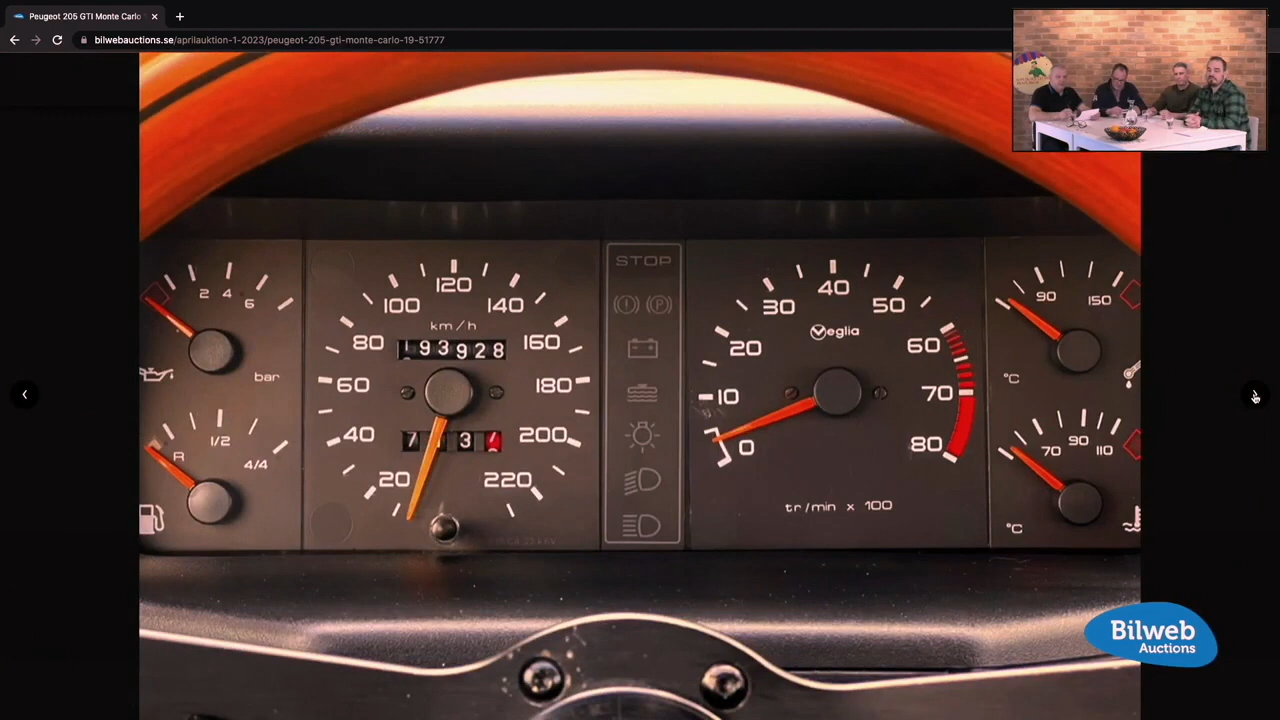 Peugeot 205 GTI Monte Carlo
bilwebauctions.se/aprilauktion-1-2023/peugeot-205-gti-monte-carlo-19-51777
2 4 6
bar
R 1/2 4/4
20 40 60 80 100 120 140 160 180 200 220
km/h
193928
STOP
P
0 10 20 30 40 50 60 70 80
Veglia
tr/min x 100
90 150
°C
70 90 110
°C
Bilweb
Auctions